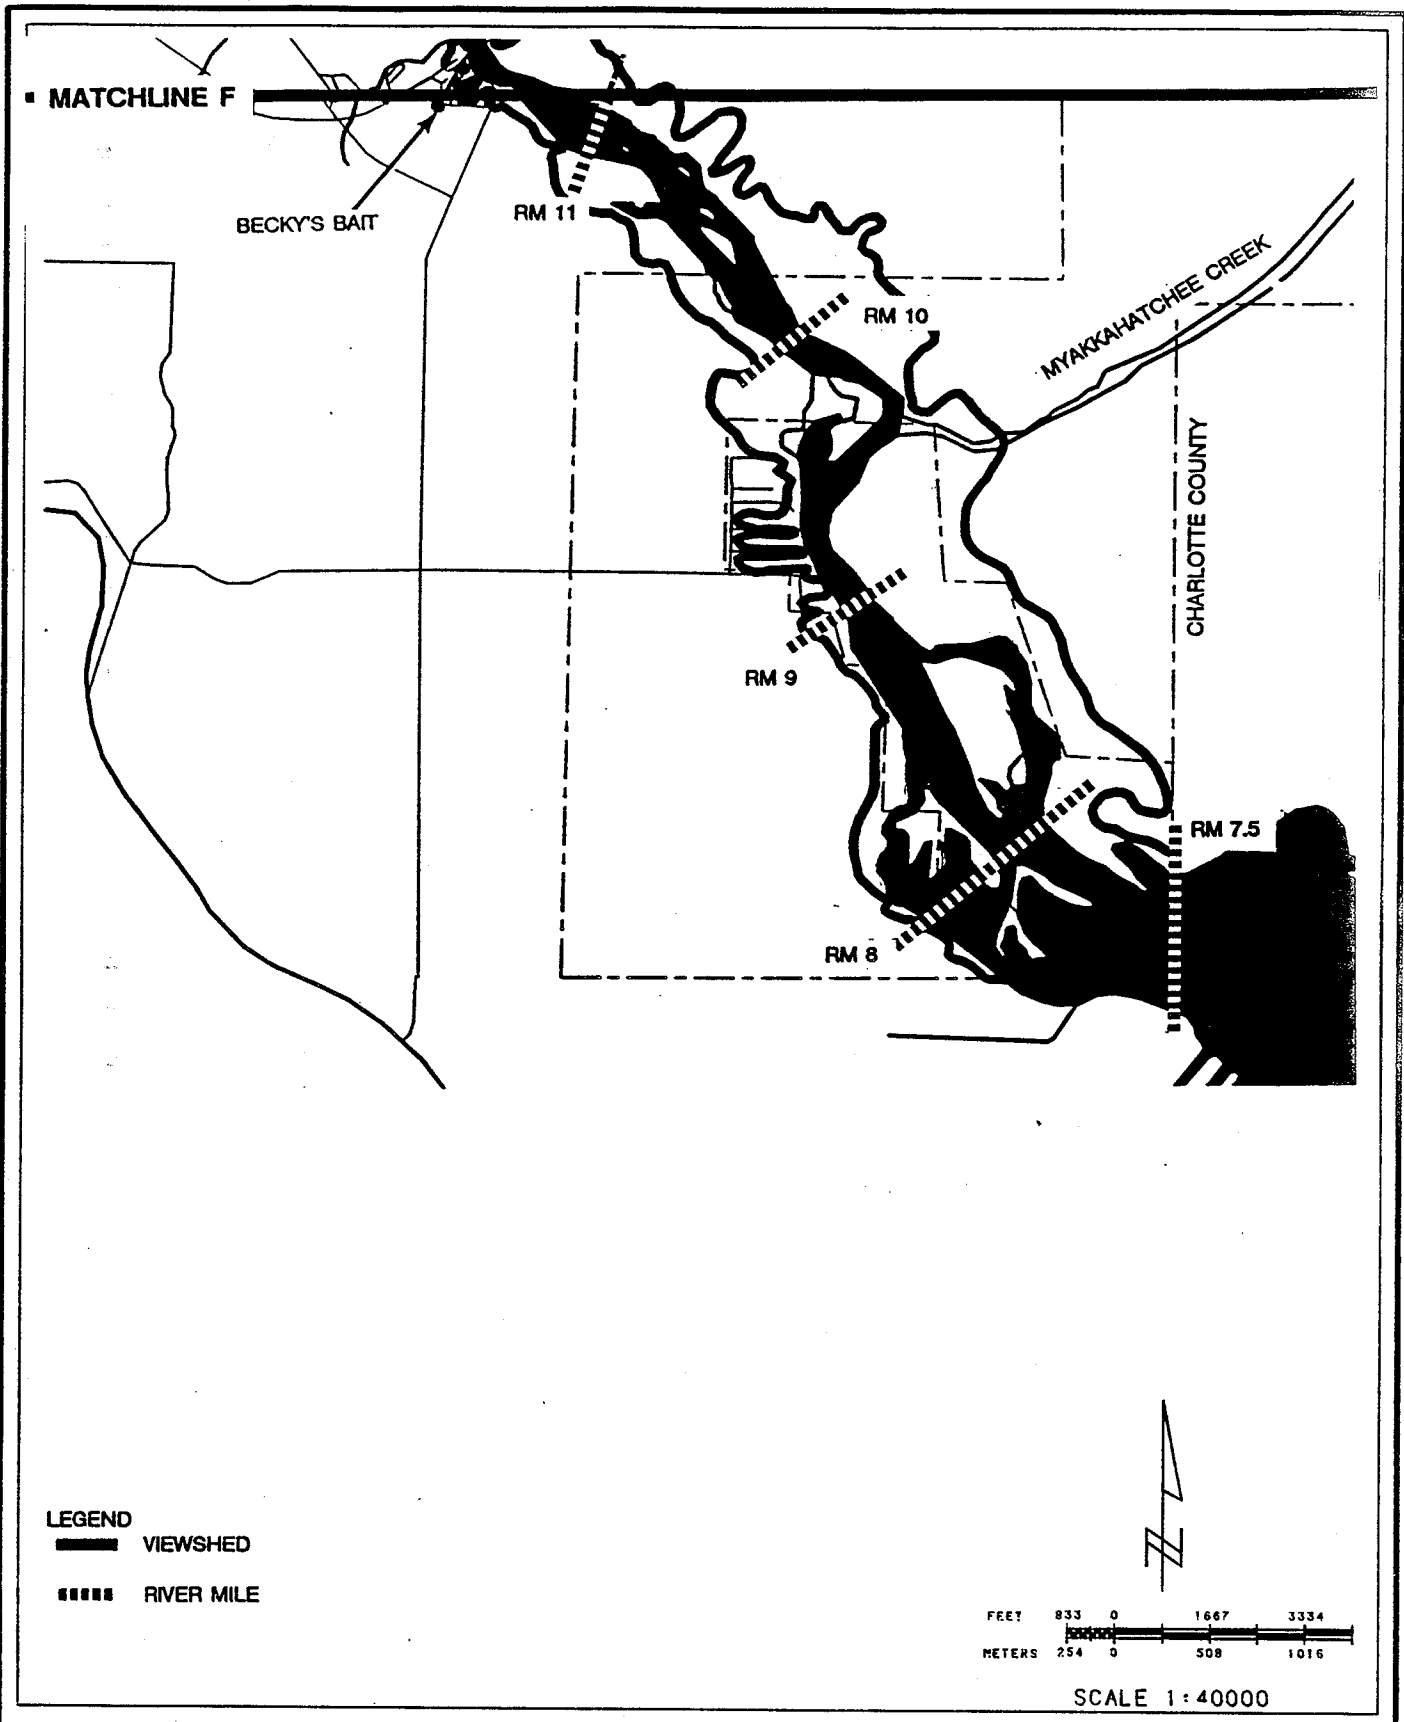 MATCHLINE F
BECKY'S BAIT
RM 11
RM 10
MYAKKAHATCHEE CREEK
CHARLOTTE COUNTY
RM 9
RM 7.5
RM 8
LEGEND
VIEWSHED
RIVER MILE
N
FEET 833 0 1667 3334
METERS 254 0 508 1016
SCALE 1:40000